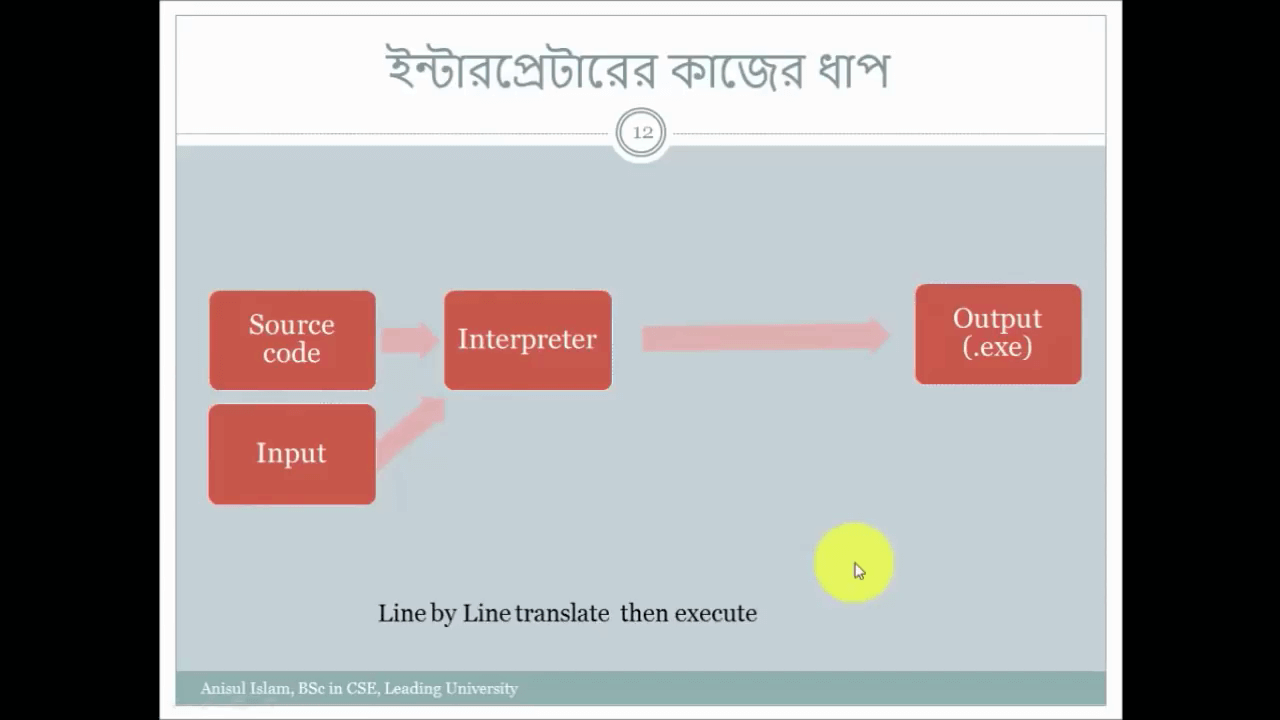 ইন্টারপ্রেটারের কাজের ধাপ
12
Source
code
Interpreter
Output
(.exe)
Input
Line by Line translate then execute
Anisul Islam, BSc in CSE, Leading University